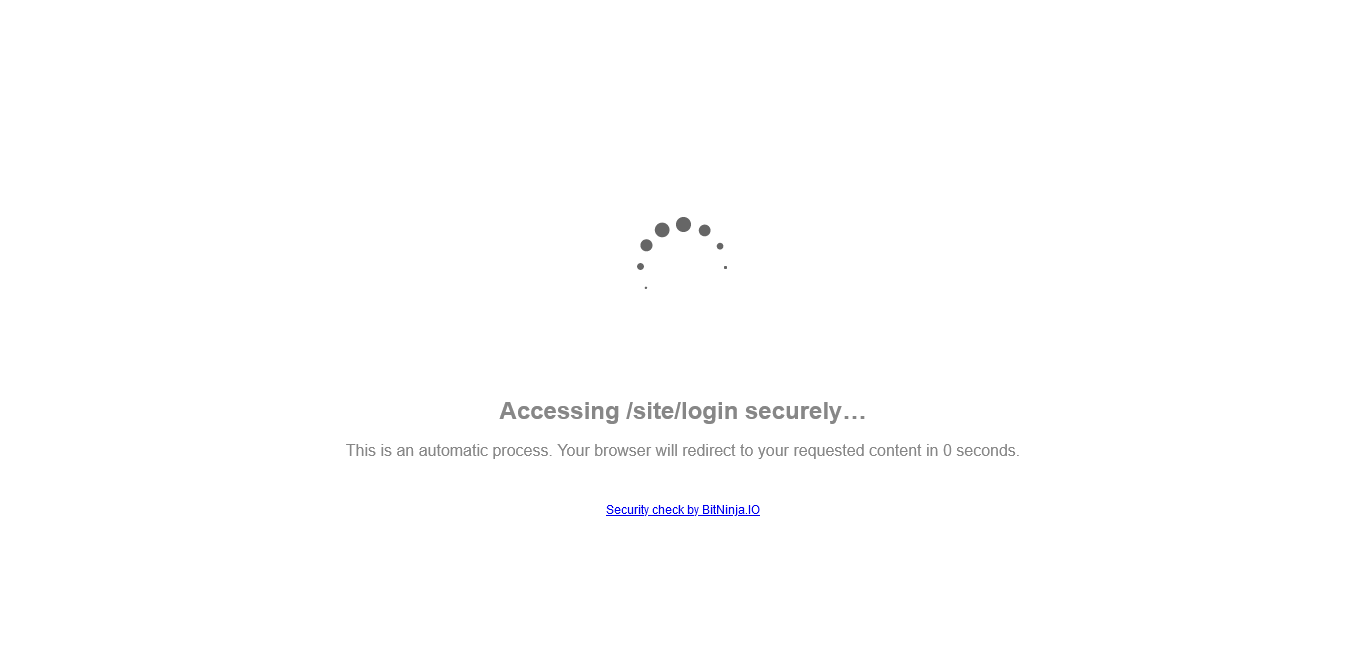 Accessing /site/login securely…
This is an automatic process. Your browser will redirect to your requested content in 0 seconds.
Security check by BitNinja.IO